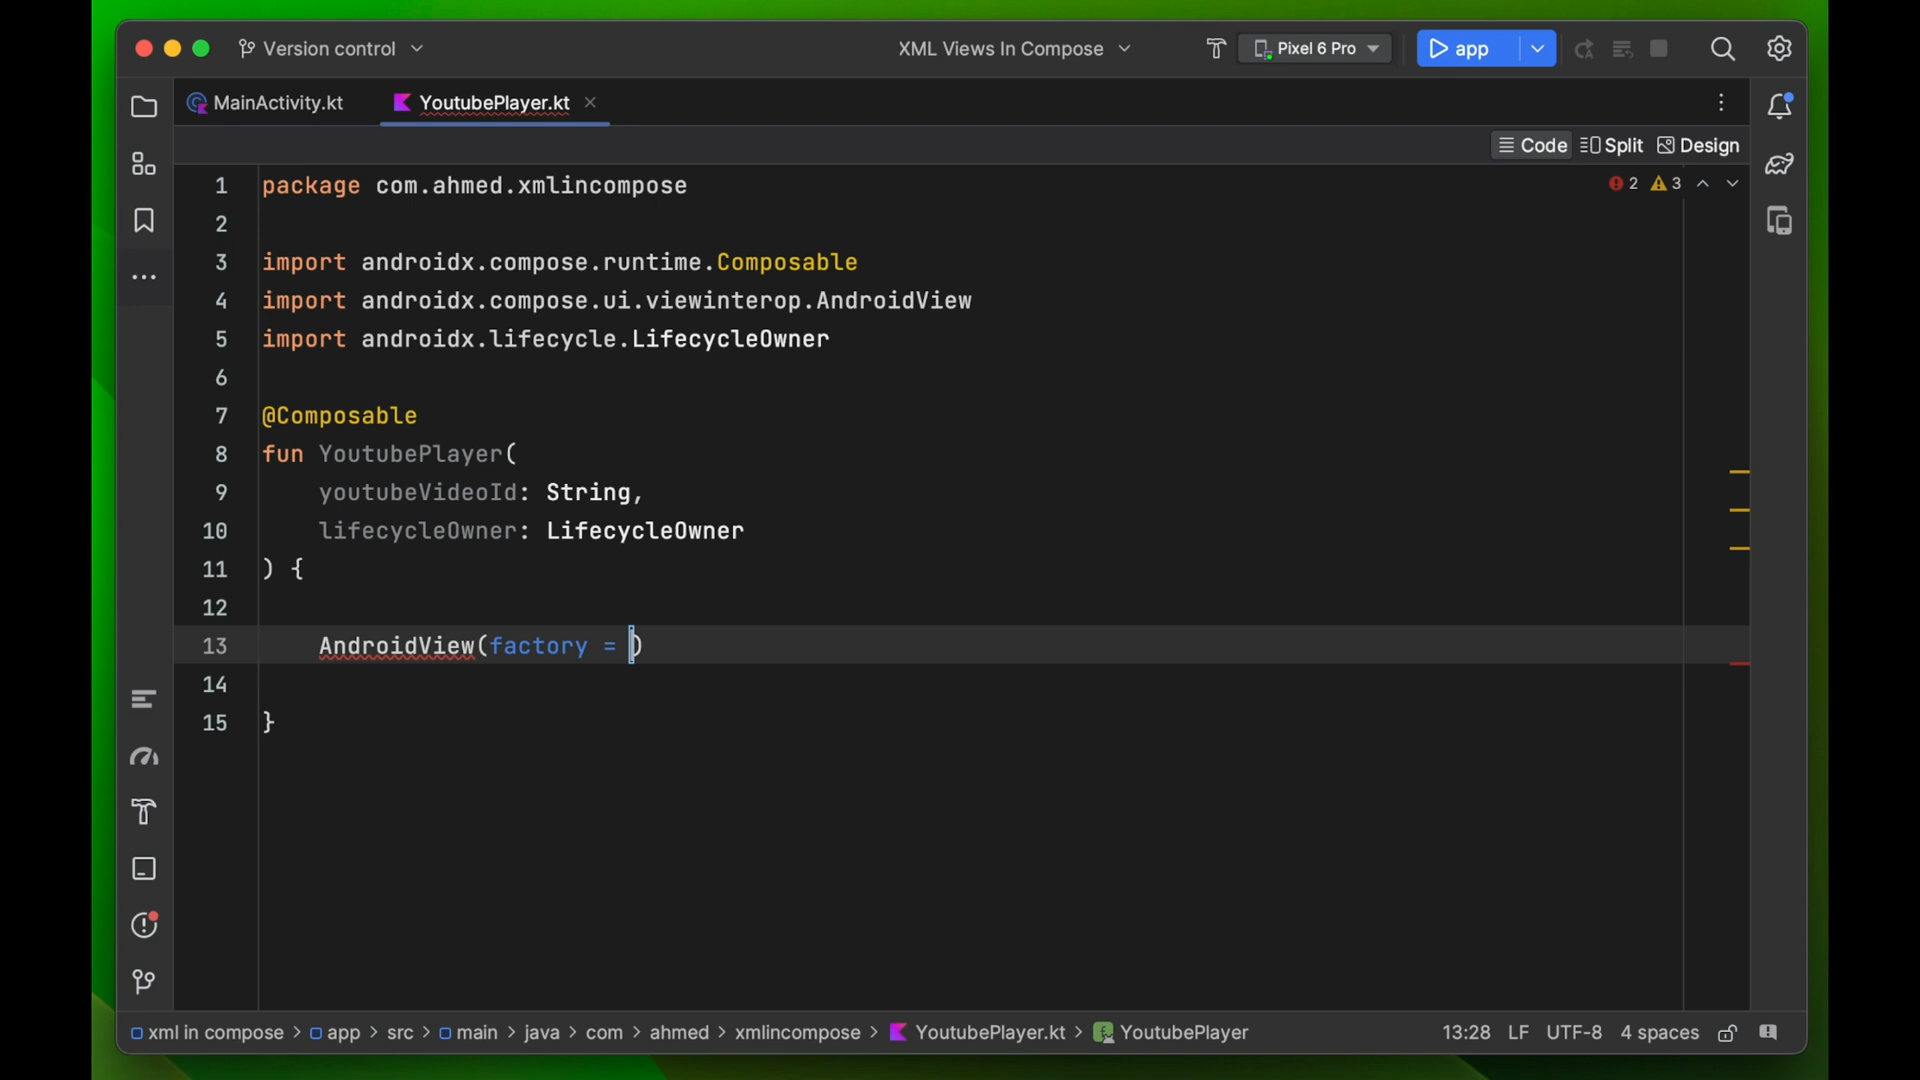 Version control
XML Views In Compose
Pixel 6 Pro
app
MainActivity.kt
YoutubePlayer.kt
Code
Split
Design
2
3
1 package com.ahmed.xmlincompose
2
3 import androidx.compose.runtime.Composable
4 import androidx.compose.ui.viewinterop.AndroidView
5 import androidx.lifecycle.LifecycleOwner
6
7 @Composable
8 fun YoutubePlayer(
9 youtubeVideoId: String,
10 lifecycleOwner: LifecycleOwner
11 ) {
12
13 AndroidView(factory = )
14
15 }
xml in compose > app > src > main > java > com > ahmed > xmlincompose > YoutubePlayer.kt > YoutubePlayer
13:28 LF UTF-8 4 spaces